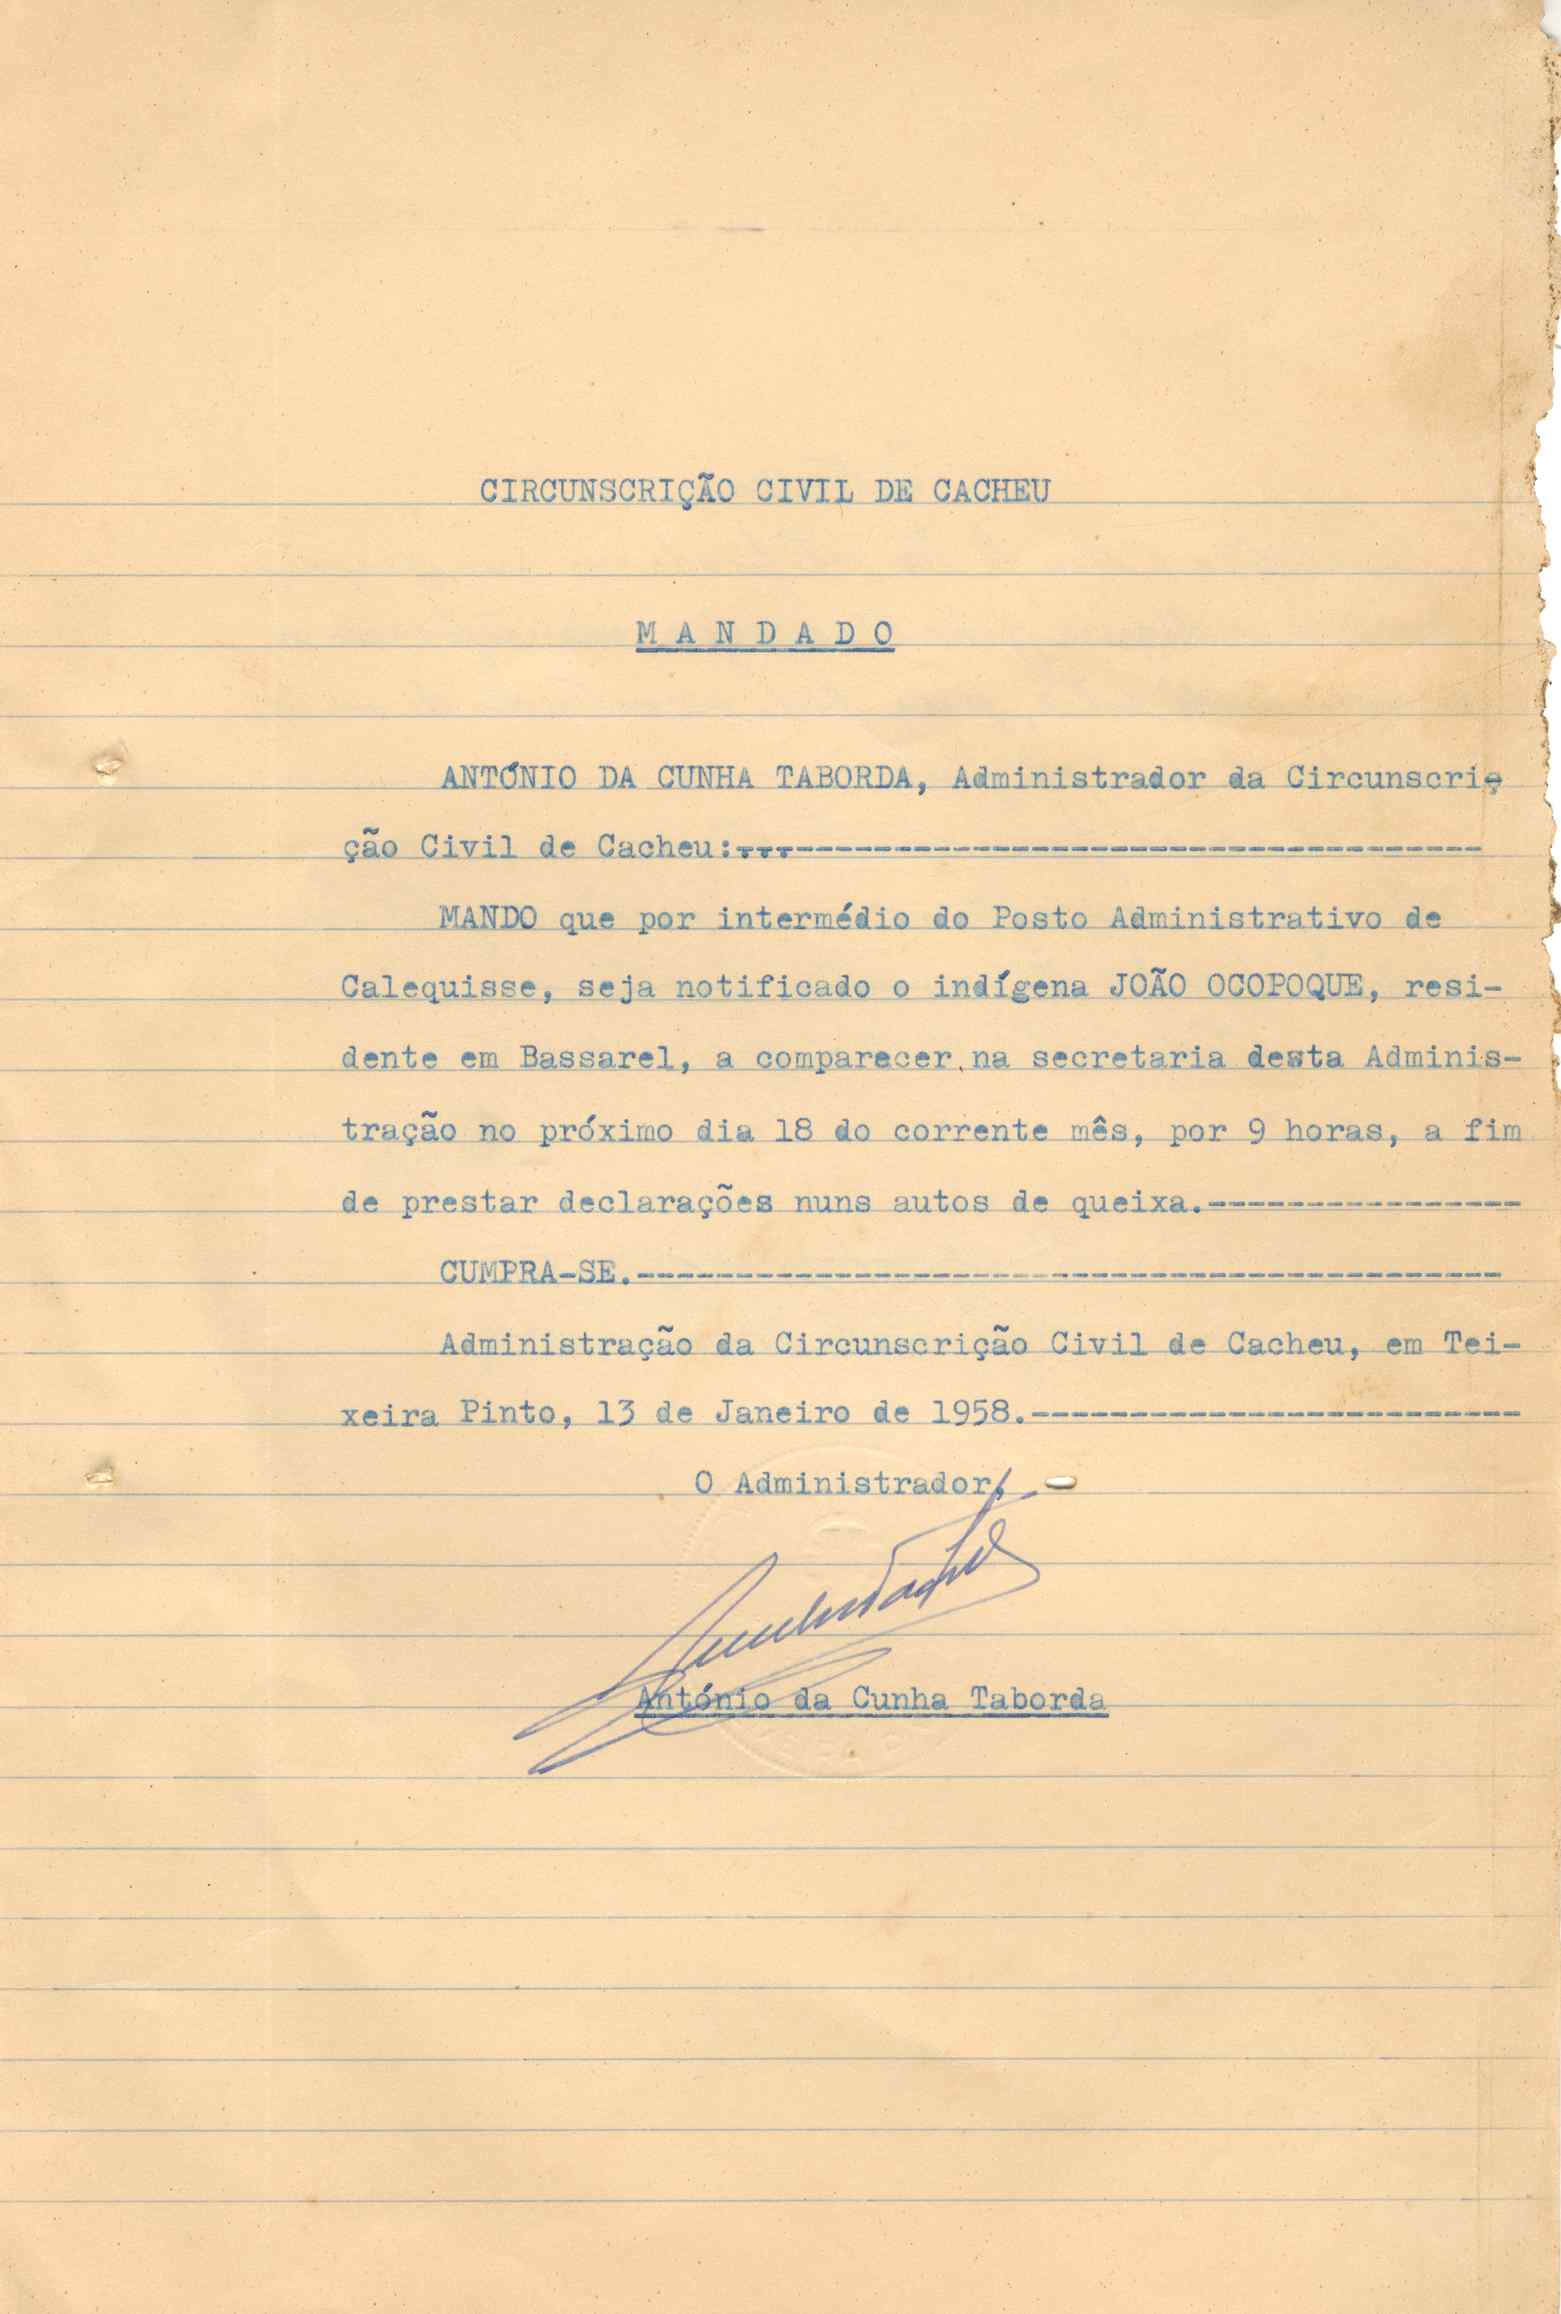 CIRCUNSCRIÇÃO CIVIL DE CACHEU
M A N D A D O
ANTÓNIO DA CUNHA TABORDA, Administrador da Circunscriç
ção Civil de Cacheu:---------------------------------------
MANDO que por intermédio do Posto Administrativo de
Calequisse, seja notificado o indígena JOÃO OCOPOQUE, resi-
dente em Bassarel, a comparecer na secretaria desta Adminis-
tração no próximo dia 18 do corrente mês, por 9 horas, a fim
de prestar declarações nuns autos de queixa.----------------
CUMPRA-SE.--------------------------------------------
Administração da Circunscrição Civil de Cacheu, em Tei-
xeira Pinto, 13 de Janeiro de 1958.-------------------------
O Administrador,
António da Cunha Taborda